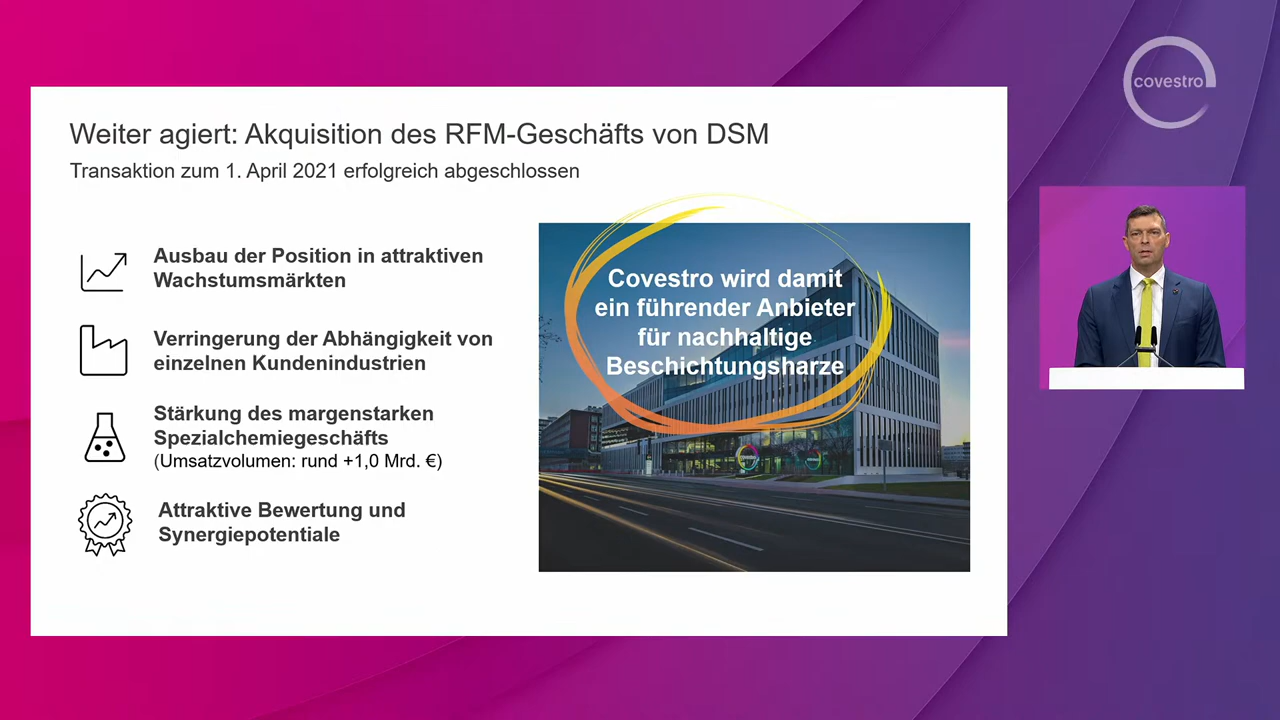 covestro
Weiter agiert: Akquisition des RFM-Geschäfts von DSM
Transaktion zum 1. April 2021 erfolgreich abgeschlossen
Ausbau der Position in attraktiven
Wachstumsmärkten
Verringerung der Abhängigkeit von
einzelnen Kundenindustrien
Stärkung des margenstarken
Spezialchemiegeschäfts
(Umsatzvolumen: rund +1,0 Mrd. €)
Attraktive Bewertung und
Synergiepotentiale
Covestro wird damit
ein führender Anbieter
für nachhaltige
Beschichtungsharze